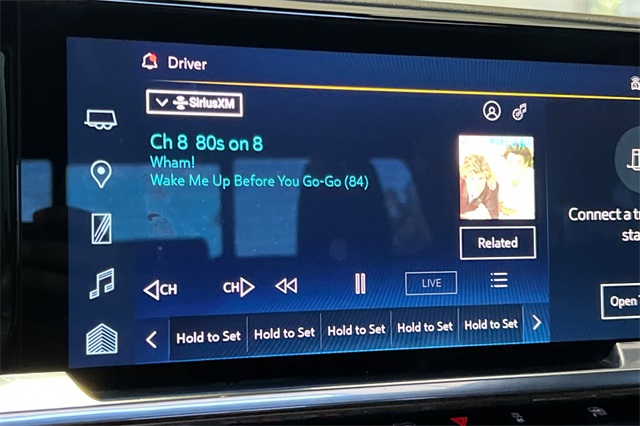 Driver
SiriusXM
Ch 8 80s on 8
Wham!
Wake Me Up Before You Go-Go (84)
Related
Connect a
CH
CH
LIVE
Open
Hold to Set
Hold to Set
Hold to Set
Hold to Set
Hold to Set